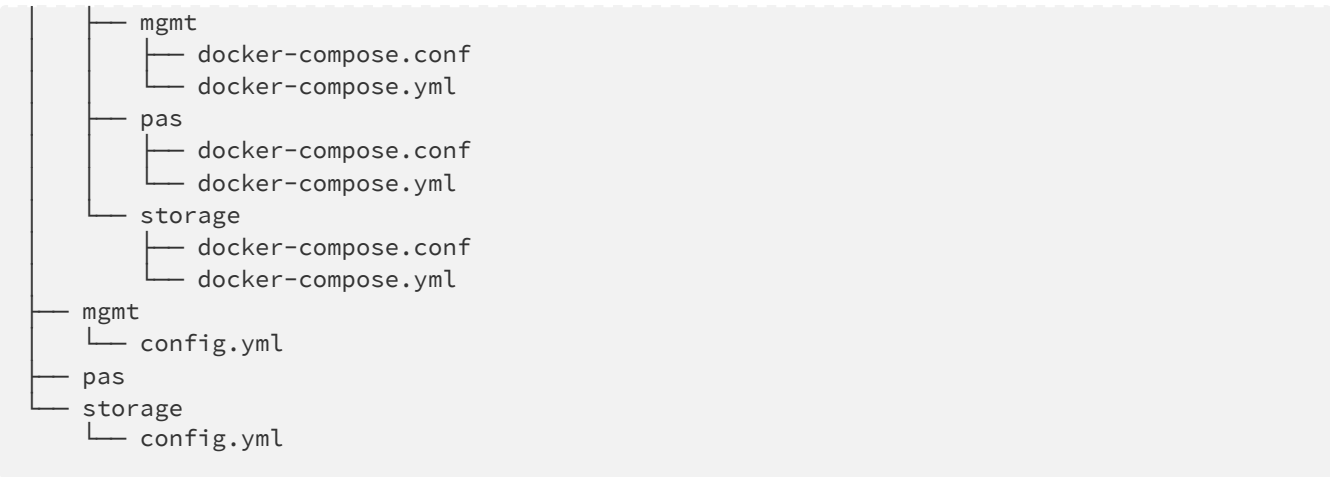 │   ├── mgmt
│   │   ├── docker-compose.conf
│   │   └── docker-compose.yml
│   ├── pas
│   │   ├── docker-compose.conf
│   │   └── docker-compose.yml
│   └── storage
│       ├── docker-compose.conf
│       └── docker-compose.yml
├── mgmt
│   └── config.yml
├── pas
└── storage
    └── config.yml